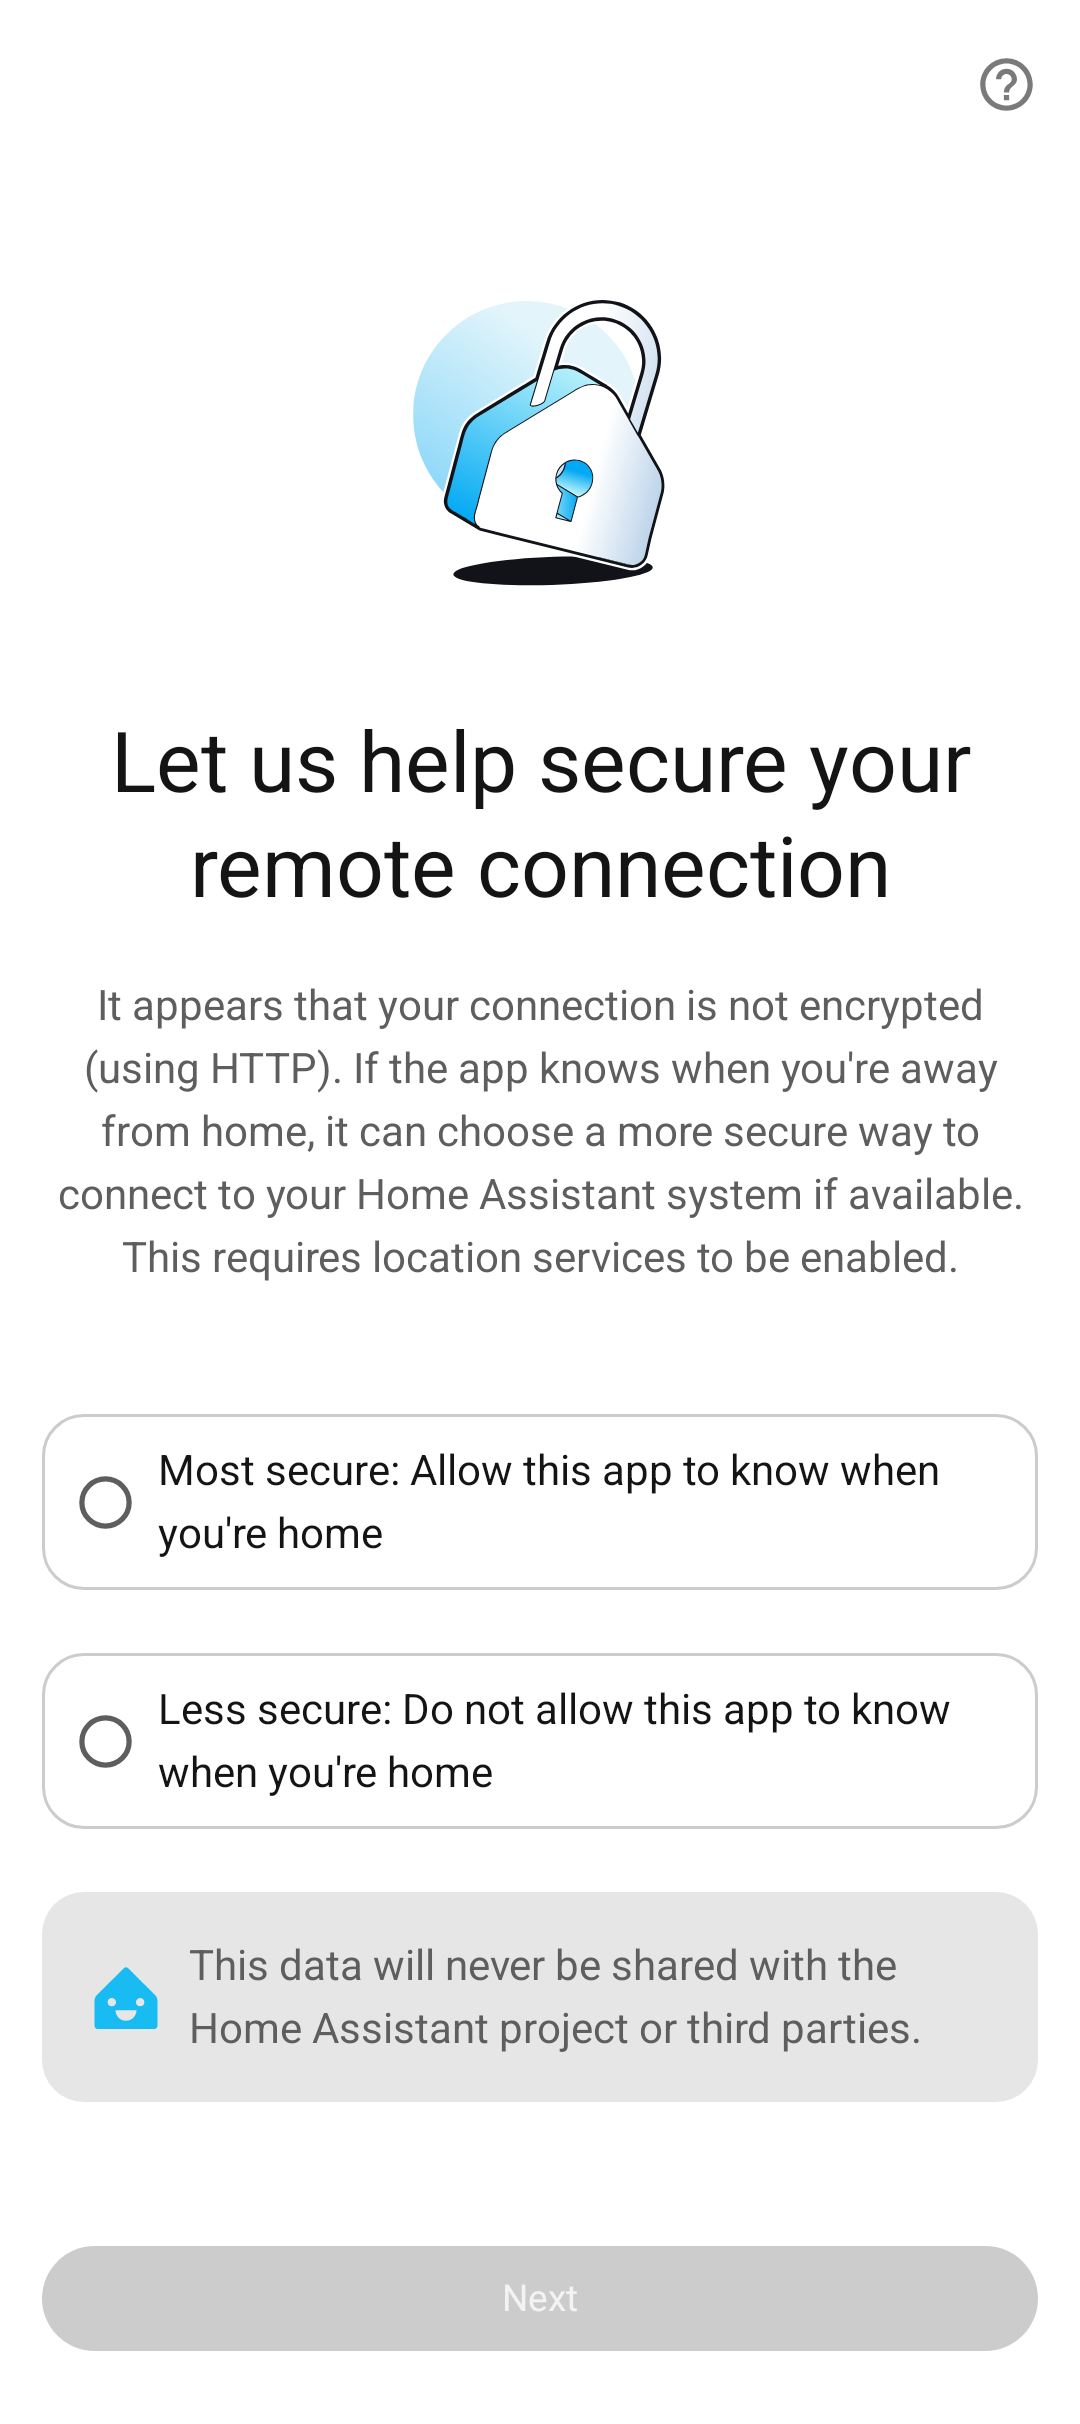 Let us help secure your
remote connection
It appears that your connection is not encrypted
(using HTTP). If the app knows when you're away
from home, it can choose a more secure way to
connect to your Home Assistant system if available.
This requires location services to be enabled.
Most secure: Allow this app to know when
you're home
Less secure: Do not allow this app to know
when you're home
This data will never be shared with the
Home Assistant project or third parties.
Next